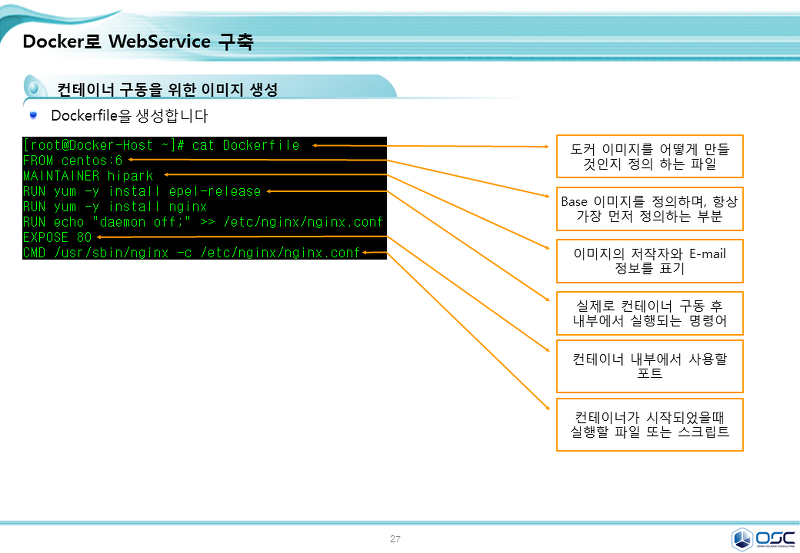 Docker로 WebService 구축
컨테이너 구동을 위한 이미지 생성
Dockerfile을 생성합니다
[root@Docker-Host ~]# cat Dockerfile
FROM centos:6
MAINTAINER hipark
RUN yum -y install epel-release
RUN yum -y install nginx
RUN echo "daemon off;" >> /etc/nginx/nginx.conf
EXPOSE 80
CMD /usr/sbin/nginx -c /etc/nginx/nginx.conf
도커 이미지를 어떻게 만들
것인지 정의 하는 파일
Base 이미지를 정의하며, 항상
가장 먼저 정의하는 부분
이미지의 저작자와 E-mail
정보를 표기
실제로 컨테이너 구동 후
내부에서 실행되는 명령어
컨테이너 내부에서 사용할
포트
컨테이너가 시작되었을때
실행할 파일 또는 스크립트
27
OSC
OPEN SOURCE CONSULTING